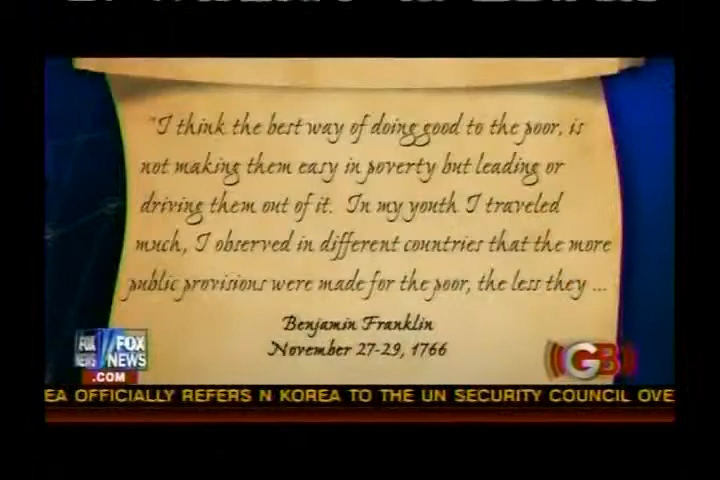 "I think the best way of doing good to the poor, is
not making them easy in poverty but leading or
driving them out of it. In my youth I traveled
much, I observed in different countries that the more
public provisions were made for the poor, the less they ...
Benjamin Franklin
November 27-29, 1766
FOX NEWS
FOX NEWS
.COM
GB
EA OFFICIALLY REFERS N KOREA TO THE UN SECURITY COUNCIL OVE